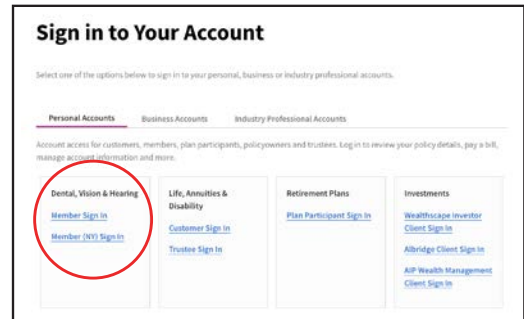 Sign in to Your Account
Select one of the options below to sign in to your personal, business or industry professional accounts.
Personal Accounts
Business Accounts
Industry Professional Accounts
Account access for customers, members, plan participants, policyowners and trustees. Log in to review your policy details, pay a bill,
manage account information and more.
Dental, Vision & Hearing
Member Sign In
Member (NY) Sign In
Life, Annuities &
Disability
Customer Sign In
Trustee Sign In
Retirement Plans
Plan Participant Sign In
Investments
Wealthscape Investor
Client Sign In
Albridge Client Sign In
AIP Wealth Management
Client Sign In